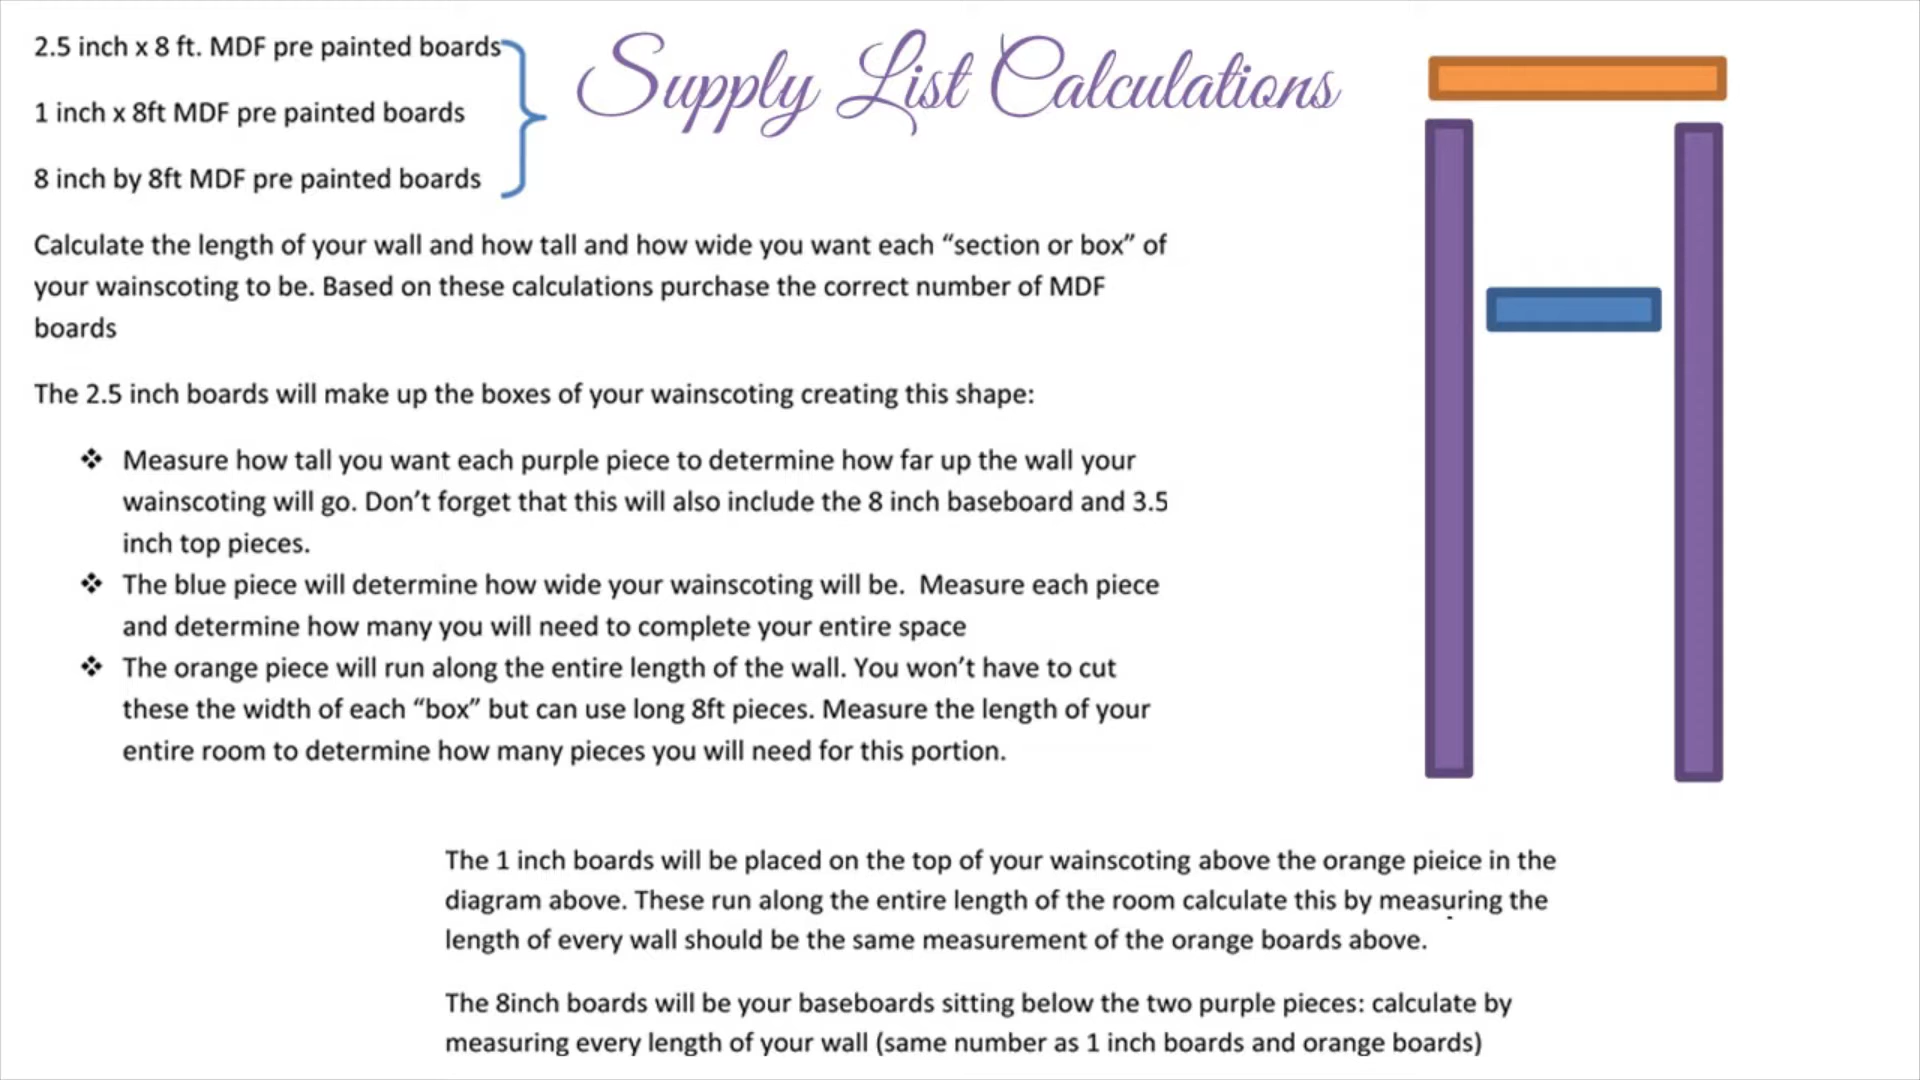 2.5 inch x 8 ft. MDF pre painted boards
1 inch x 8ft MDF pre painted boards
8 inch by 8ft MDF pre painted boards
Supply List Calculations
Calculate the length of your wall and how tall and how wide you want each “section or box” of
your wainscoting to be. Based on these calculations purchase the correct number of MDF
boards
The 2.5 inch boards will make up the boxes of your wainscoting creating this shape:
❖ Measure how tall you want each purple piece to determine how far up the wall your
wainscoting will go. Don’t forget that this will also include the 8 inch baseboard and 3.5
inch top pieces.
❖ The blue piece will determine how wide your wainscoting will be.  Measure each piece
and determine how many you will need to complete your entire space
❖ The orange piece will run along the entire length of the wall. You won’t have to cut
these the width of each “box” but can use long 8ft pieces. Measure the length of your
entire room to determine how many pieces you will need for this portion.
The 1 inch boards will be placed on the top of your wainscoting above the orange pieice in the
diagram above. These run along the entire length of the room calculate this by measuring the
length of every wall should be the same measurement of the orange boards above.
The 8inch boards will be your baseboards sitting below the two purple pieces: calculate by
measuring every length of your wall (same number as 1 inch boards and orange boards)